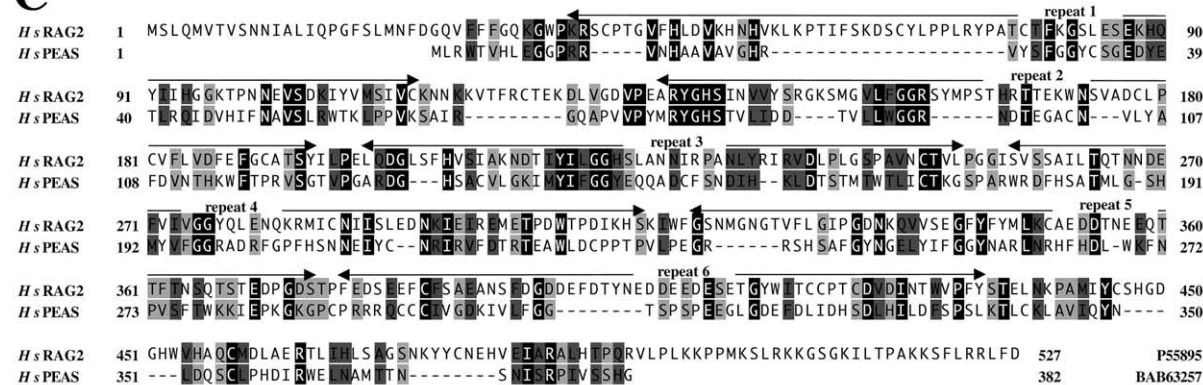 C
repeat 1
HsRAG2 1 MSLQMVTVSNNIALIQPGFSLMNFDGQVFFFGQKGWPKRSCPTGVFHLDVKHNHVKLKPTIFSKDSCYLPPLRYPATCTFKGSLESEKHQ 90
HsPEAS 1 MLRWTVHLEGGPRR-----VNHAAVAVGHR--------------------VYSFGGYCSGEDYE 39
repeat 2
HsRAG2 91 YIIHGGKTPNNEVSDKIYVMSIVCKNNKKVTFRCTEKDLVGDVPEARYGHSINVVYSRGKSMGVLFGGRSYMPSTHRTTEKWNSVADCLP 180
HsPEAS 40 TLRQIDVHIFNAVSLRWTKLPPVKSAIR---------GQAPVVPYMRYGHSTVLIDD----TVLLWGGR-----NDTEGACN--VLYA 107
repeat 3
HsRAG2 181 CVFLVDFEFGCATSYILPELQDGLSFHVSIAKNDTIYILGGHSLANNIRPANLYRIRVDLPLGSPAVNCTVLPGGISVSSAILTQTNNDE 270
HsPEAS 108 FDVNTHKWFTPRVSGTVPGARDG---HSACVLGKIMYIFGGYEQQADCFSNDIH-KLDTSTMTWTLICTKGSPARWRDFHSATMLG-SH 191
repeat 4 repeat 5
HsRAG2 271 FVIVGGYQLENQKRMICNIISLEDNKIEIREMETPDWTPDIKHSKIWFGSNMGNGTVFLGIPGDNKQVVSEGFYFYMLKCAEDDTNEEQT 360
HsPEAS 192 MYVFGGRADRFGPFHSNNEIYC--NRIRVFDTRTEAWLDCPPTPVLPEGR-------RSHSAFGYNGELYIFGGYNARLNRHFHDL-WKFN 272
repeat 6
HsRAG2 361 TFTNSQTSTEDPGDSTPFEDSEEFCFSAEANSFDGDDEFDTYNEDDEEDESETGYWITCCPTCDVDINTWVPFYSTELNKPAMIYCSHGD 450
HsPEAS 273 PVSFTWKKIEPKGKGPCPRRRQCCCIVGDKIVLFGG---------TSPSPEEGLGDEFDLIDHSDLHILDFSPSLKTLCKLAVIQYN---- 350
HsRAG2 451 GHWVHAQCMDLAERTLIHLSAGSNKYYCNEHVEIARALHTPQRVLPLKKPPMKSLRKKGSGKILTPAKKSFLRRLFD 527 P55895
HsPEAS 351 ---LDQSCLPHDIRWELNAMTTN--------SNISRPIVSSHG 382 BAB63257